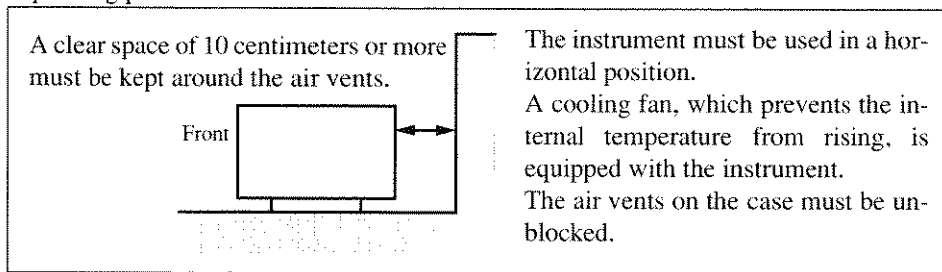 A clear space of 10 centimeters or more
must be kept around the air vents.
Front
The instrument must be used in a hor-
izontal position.
A cooling fan, which prevents the in-
ternal temperature from rising, is
equipped with the instrument.
The air vents on the case must be un-
blocked.